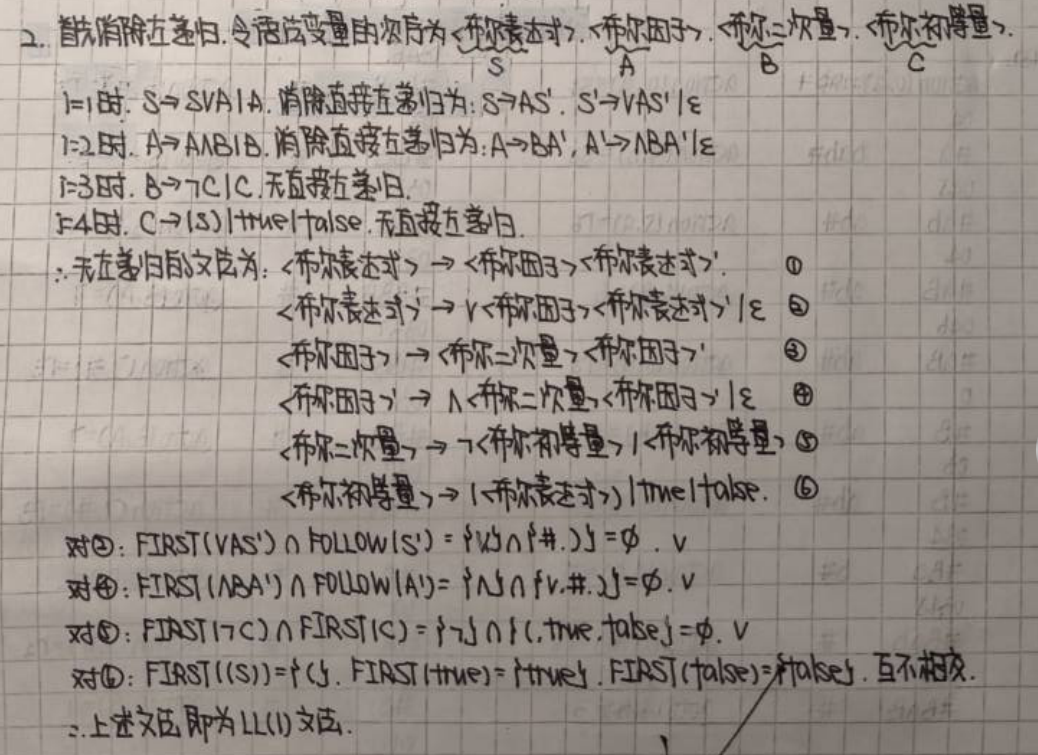 2. 首先消除左递归. 令语法变量的次序为<布尔表达式>. <布尔因子>. <布尔二次量>. <布尔初等量>.
S A B C
i=1时. S→S∨A|A. 消除直接左递归为: S→AS'. S'→∨AS'|ε
i=2时. A→A∧B|B. 消除直接左递归为: A→BA', A'→∧BA'|ε
i=3时. B→¬C|C. 无直接左递归.
i=4时. C→(S)|true|false. 无直接左递归.
∴无左递归的文法为: <布尔表达式> → <布尔因子><布尔表达式>'. ①
<布尔表达式>' → ∨<布尔因子><布尔表达式>'|ε ②
<布尔因子> → <布尔二次量><布尔因子>' ③
<布尔因子>' → ∧<布尔二次量><布尔因子>'|ε ④
<布尔二次量> → ¬<布尔初等量>|<布尔初等量> ⑤
<布尔初等量> → (<布尔表达式>)|true|false. ⑥
对②: FIRST(∨AS')∩FOLLOW(S')={∨}∩{#.)}=∅. √
对④: FIRST(∧BA')∩FOLLOW(A')={∧}∩{∨.#.)}=∅. √
对⑤: FIRST(¬C)∩FIRST(C)={¬}∩{(.true.false}=∅. √
对⑥: FIRST((S))={(}. FIRST(true)={true}. FIRST(false)={false}. 互不相交.
∴上述文法即为LL(1)文法.